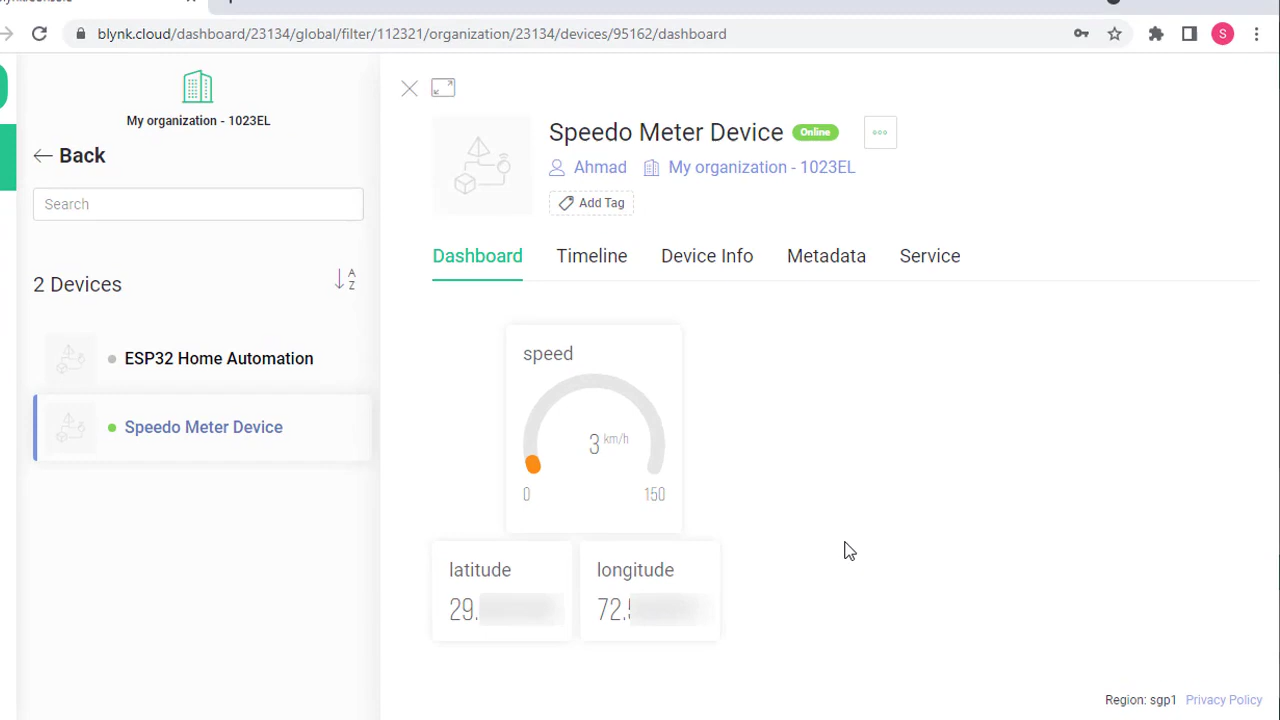 blynk.cloud/dashboard/23134/global/filter/112321/organization/23134/devices/95162/dashboard
S
My organization - 1023EL
Back
Search
2 Devices
A
Z
ESP32 Home Automation
Speedo Meter Device
Speedo Meter Device Online
Ahmad My organization - 1023EL
Add Tag
Dashboard Timeline Device Info Metadata Service
speed
3 km/h
0 150
latitude longitude
29. 72.
Region: sgp1 Privacy Policy